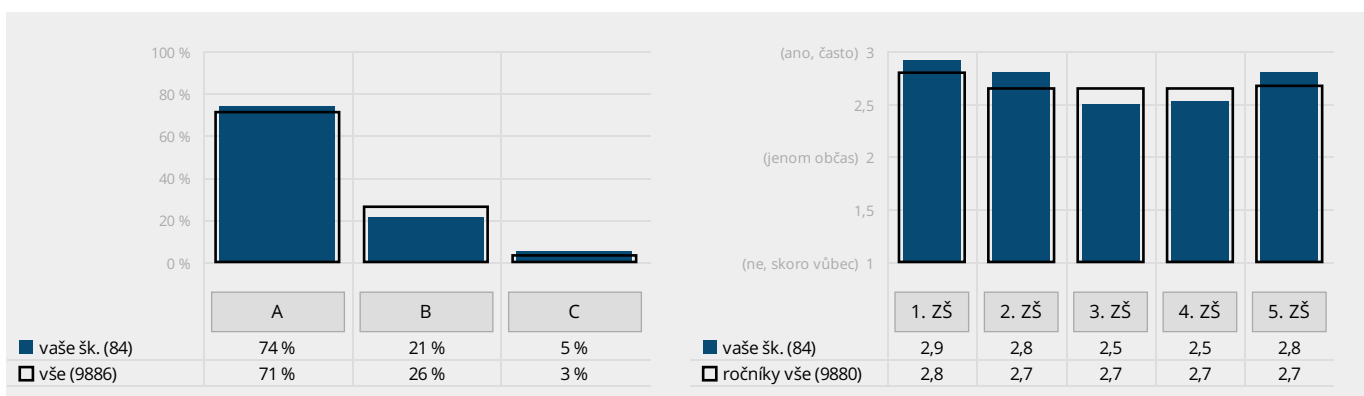 100 %
80 %
60 %
40 %
20 %
0 %
A B C
vaše šk. (84) 74 % 21 % 5 %
vše (9886) 71 % 26 % 3 %
(ano, často) 3
2,5
(jenom občas) 2
1,5
(ne, skoro vůbec) 1
1. ZŠ 2. ZŠ 3. ZŠ 4. ZŠ 5. ZŠ
vaše šk. (84) 2,9 2,8 2,5 2,5 2,8
ročníky vše (9880) 2,8 2,7 2,7 2,7 2,7